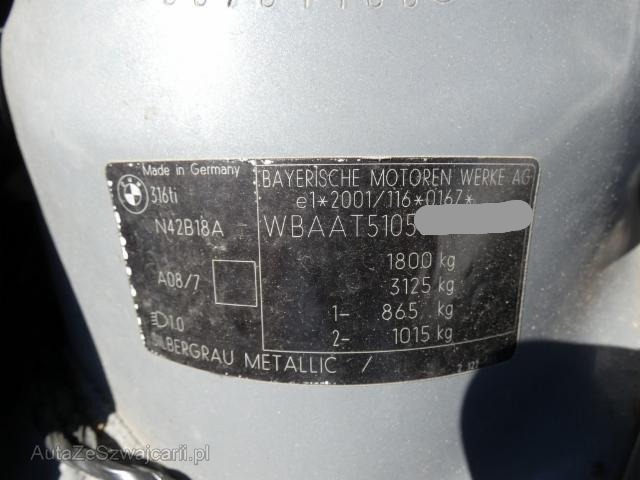 Made in Germany
316ti
N42B18A
A08/7
1.0
SILBERGRAU METALLIC /
BAYERISCHE MOTOREN WERKE AG
e1*2001/116*0167*
WBAAT5105
1800 kg
3125 kg
1- 865 kg
2- 1015 kg
AutaZeSzwajcarii.pl